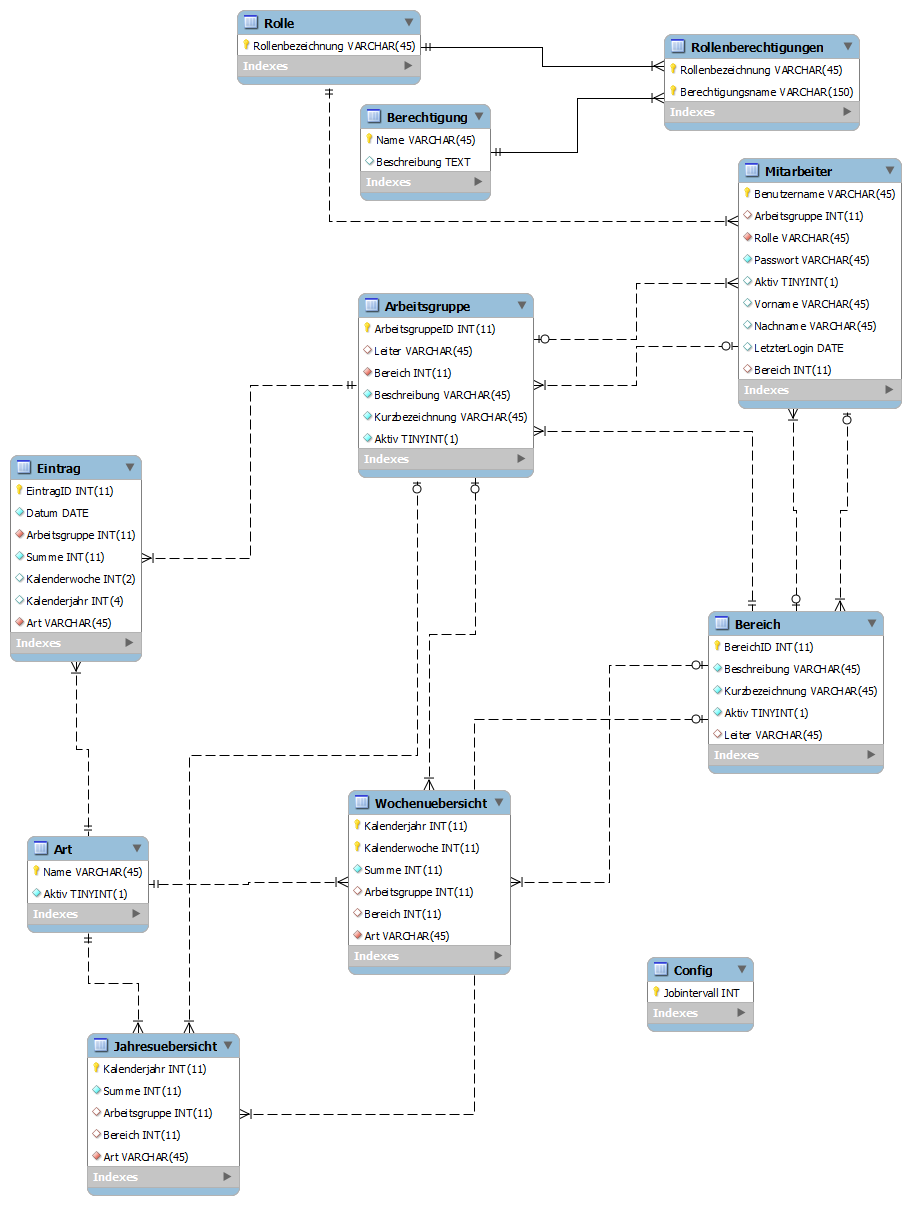 Rolle
Rollenbezeichnung VARCHAR(45)
Indexes
Rollenberechtigungen
Rollenbezeichnung VARCHAR(45)
Berechtigungsname VARCHAR(150)
Indexes
Berechtigung
Name VARCHAR(45)
Beschreibung TEXT
Indexes
Mitarbeiter
Benutzername VARCHAR(45)
Arbeitsgruppe INT(11)
Rolle VARCHAR(45)
Passwort VARCHAR(45)
Aktiv TINYINT(1)
Vorname VARCHAR(45)
Nachname VARCHAR(45)
LetzterLogin DATE
Bereich INT(11)
Indexes
Arbeitsgruppe
ArbeitsgruppeID INT(11)
Leiter VARCHAR(45)
Bereich INT(11)
Beschreibung VARCHAR(45)
Kurzbezeichnung VARCHAR(45)
Aktiv TINYINT(1)
Indexes
Eintrag
EintragID INT(11)
Datum DATE
Arbeitsgruppe INT(11)
Summe INT(11)
Kalenderwoche INT(2)
Kalenderjahr INT(4)
Art VARCHAR(45)
Indexes
Bereich
BereichID INT(11)
Beschreibung VARCHAR(45)
Kurzbezeichnung VARCHAR(45)
Aktiv TINYINT(1)
Leiter VARCHAR(45)
Indexes
Wochenuebersicht
Kalenderjahr INT(11)
Kalenderwoche INT(11)
Summe INT(11)
Arbeitsgruppe INT(11)
Bereich INT(11)
Art VARCHAR(45)
Indexes
Art
Name VARCHAR(45)
Aktiv TINYINT(1)
Indexes
Config
Jobintervall INT
Indexes
Jahresuebersicht
Kalenderjahr INT(11)
Summe INT(11)
Arbeitsgruppe INT(11)
Bereich INT(11)
Art VARCHAR(45)
Indexes